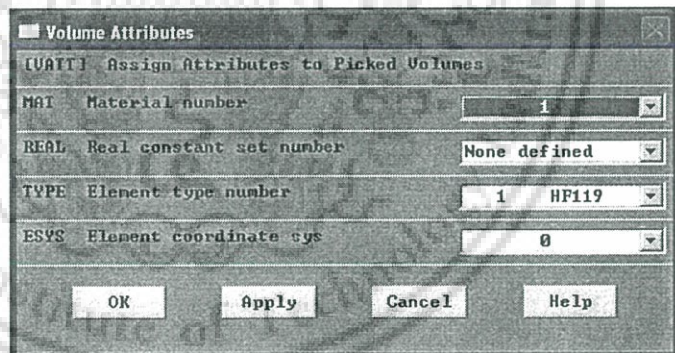 Volume Attributes
[VATT] Assign Attributes to Picked Volumes
MAT Material number 1
REAL Real constant set number None defined
TYPE Element type number 1 HF119
ESYS Element coordinate sys 0
OK Apply Cancel Help